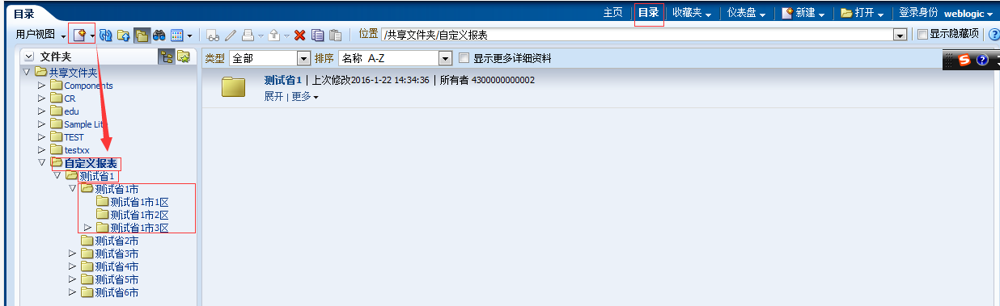 目录
主页 目录 收藏夹 仪表盘 新建 打开 登录身份 weblogic
用户视图 位置 /共享文件夹/自定义报表 显示隐藏项
文件夹
类型 全部 排序 名称 A-Z 显示更多详细资料
共享文件夹
Components
CR
edu
Sample Lite
TEST
testxx
自定义报表
测试省1
测试省1市
测试省1市1区
测试省1市2区
测试省1市3区
测试省2市
测试省3市
测试省4市
测试省5市
测试省6市
测试省1 | 上次修改2016-1-22 14:34:36 | 所有者 4300000000002
展开 | 更多